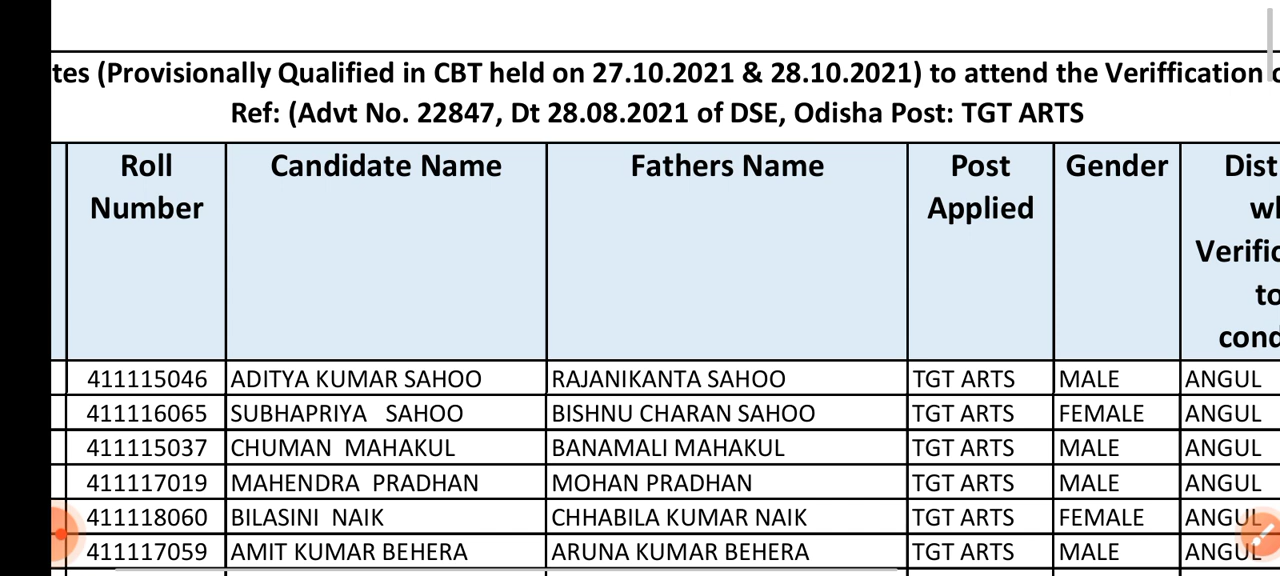 tes (Provisionally Qualified in CBT held on 27.10.2021 & 28.10.2021) to attend the Veriffication
Ref: (Advt No. 22847, Dt 28.08.2021 of DSE, Odisha Post: TGT ARTS
Roll Number Candidate Name Fathers Name Post Applied Gender Dist wh Verific to cond
411115046 ADITYA KUMAR SAHOO RAJANIKANTA SAHOO TGT ARTS MALE ANGUL
411116065 SUBHAPRIYA SAHOO BISHNU CHARAN SAHOO TGT ARTS FEMALE ANGUL
411115037 CHUMAN MAHAKUL BANAMALI MAHAKUL TGT ARTS MALE ANGUL
411117019 MAHENDRA PRADHAN MOHAN PRADHAN TGT ARTS MALE ANGUL
411118060 BILASINI NAIK CHHABILA KUMAR NAIK TGT ARTS FEMALE ANGUL
411117059 AMIT KUMAR BEHERA ARUNA KUMAR BEHERA TGT ARTS MALE ANGUL